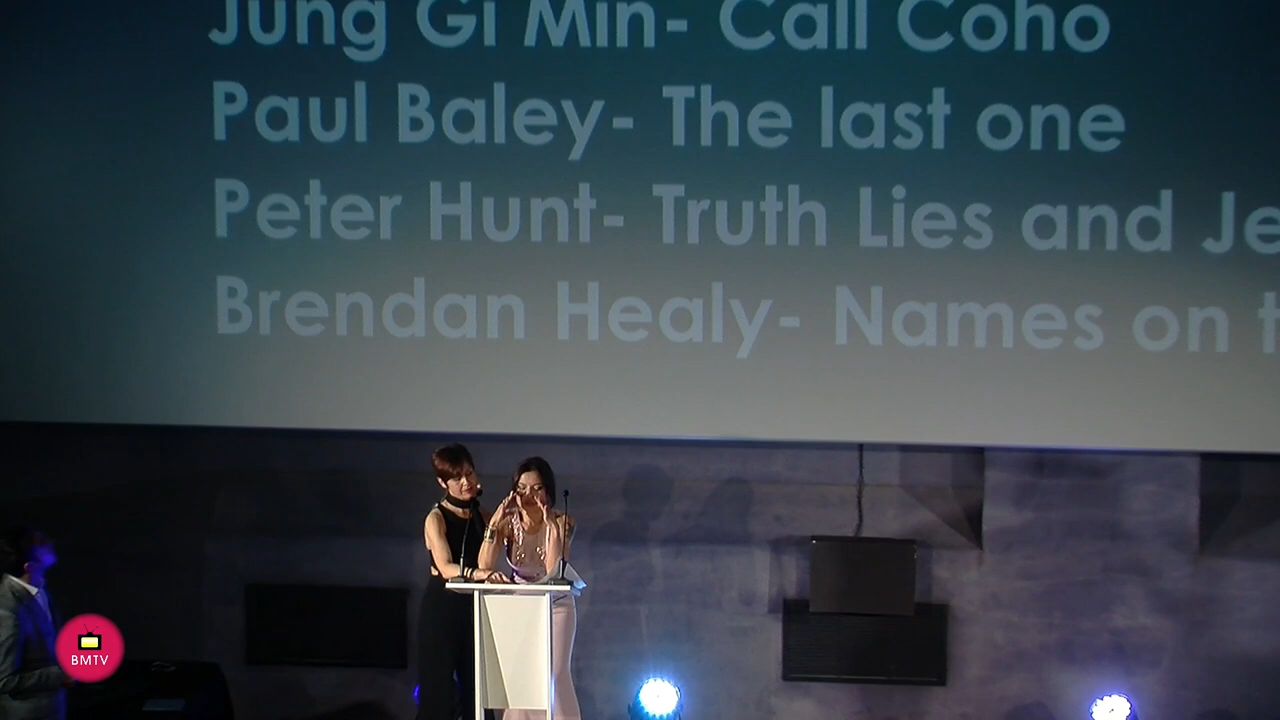 Jung Gi Min- Call Coho
Paul Baley- The last one
Peter Hunt- Truth Lies and Je
Brendan Healy- Names on t
BMTV